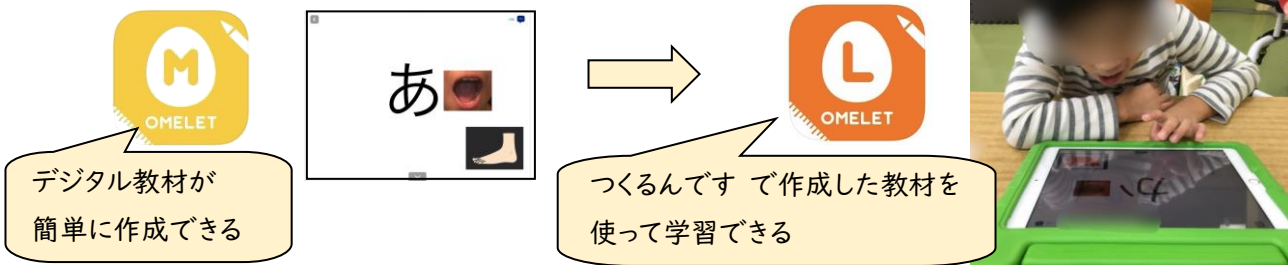 M
OMELET
デジタル教材が
簡単に作成できる
あ
L
OMELET
つくるんです で作成した教材を
使って学習できる
か